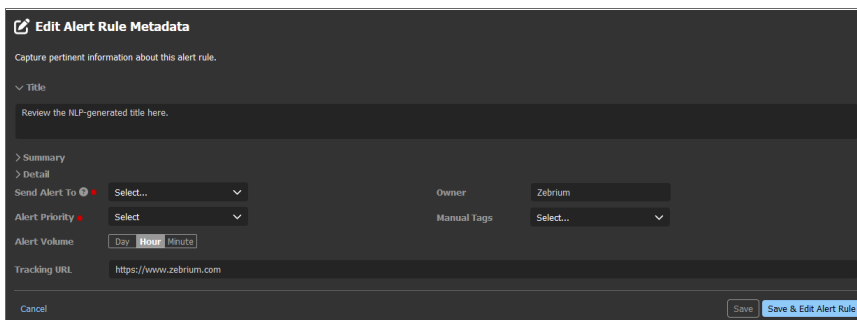 Edit Alert Rule Metadata
Capture pertinent information about this alert rule.
Title
Review the NLP-generated title here.
Summary
Detail
Send Alert To Select... Owner Zebrium
Alert Priority Select Manual Tags Select...
Alert Volume Day Hour Minute
Tracking URL https://www.zebrium.com
Cancel Save Save & Edit Alert Rule